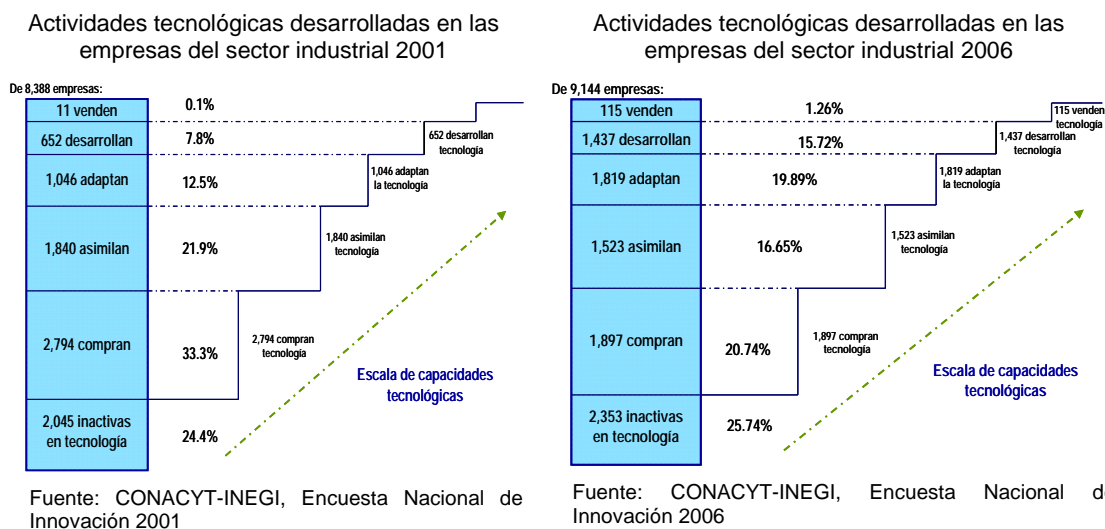 Actividades tecnológicas desarrolladas en las
empresas del sector industrial 2001
De 8,388 empresas:
11 venden
0.1%
652 desarrollan
7.8%
652 desarrollan
tecnología
1,046 adaptan
12.5%
1,046 adaptan
la tecnología
1,840 asimilan
21.9%
1,840 asimilan
tecnología
2,794 compran
33.3%
2,794 compran
tecnología
Escala de capacidades
tecnológicas
2,045 inactivas
en tecnología
24.4%
Fuente: CONACYT-INEGI, Encuesta Nacional de
Innovación 2001
Actividades tecnológicas desarrolladas en las
empresas del sector industrial 2006
De 9,144 empresas:
115 venden
1.26%
115 venden
tecnología
1,437 desarrollan
15.72%
1,437 desarrollan
tecnología
1,819 adaptan
19.89%
1,819 adaptan
la tecnología
1,523 asimilan
16.65%
1,523 asimilan
tecnología
1,897 compran
20.74%
1,897 compran
tecnología
Escala de capacidades
tecnológicas
2,353 inactivas
en tecnología
25.74%
Fuente: CONACYT-INEGI, Encuesta Nacional d
Innovación 2006